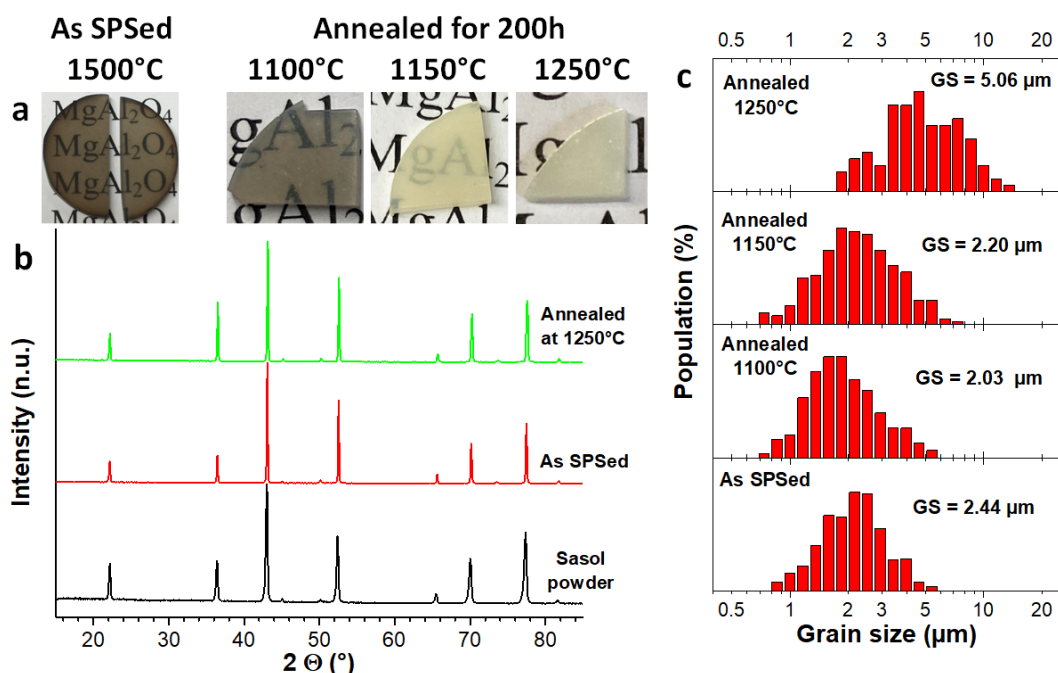 As SPSed
1500°C
Annealed for 200h
1100°C 1150°C 1250°C
a
MgAl₂O₄
MgAl₂O₄
MgAl₂O₄
MgAl₂O₄
gAl₂
MgAl₂
b
Intensity (n.u.)
Annealed
at 1250°C
As SPSed
Sasol
powder
20 30 40 50 60 70 80
2 Θ (°)
c
0.5 1 2 3 5 10 20
Annealed
1250°C
GS = 5.06 µm
Annealed
1150°C
GS = 2.20 µm
Annealed
1100°C
GS = 2.03 µm
As SPSed
GS = 2.44 µm
Population (%)
0.5 1 2 3 5 10 20
Grain size (µm)